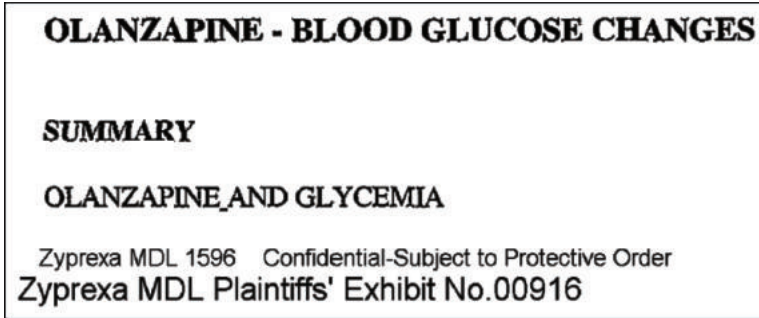 OLANZAPINE - BLOOD GLUCOSE CHANGES
SUMMARY
OLANZAPINE AND GLYCEMIA
Zyprexa MDL 1596 Confidential-Subject to Protective Order
Zyprexa MDL Plaintiffs' Exhibit No.00916